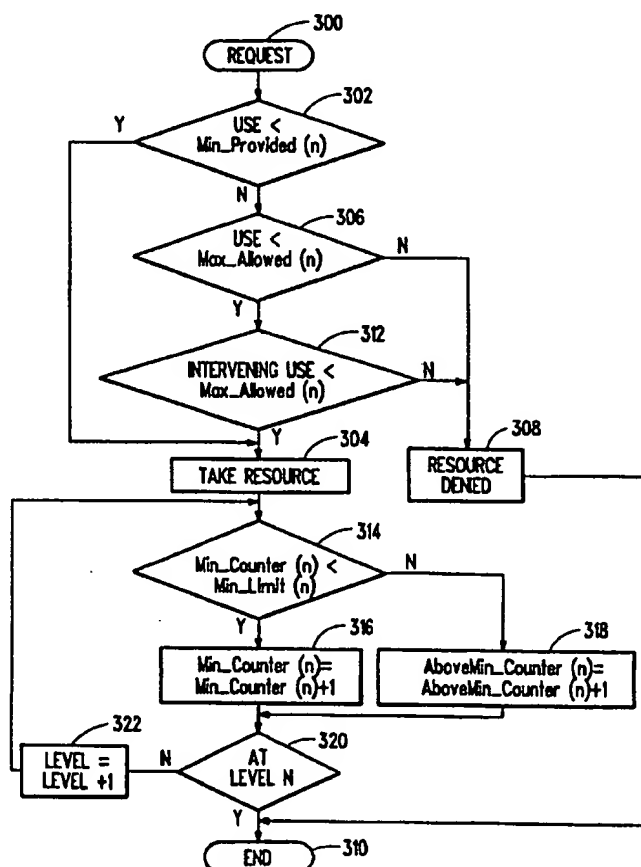 300
REQUEST
302
Y
USE <
Min_Provided (n)
N
306
USE <
Max_Allowed (n)
N
Y
312
INTERVENING USE <
Max_Allowed (n)
N
Y
304
308
TAKE RESOURCE
RESOURCE
DENIED
314
Min_Counter (n) <
Min_Limit (n)
N
Y
316
318
Min_Counter (n)=
Min_Counter (n)+1
AboveMin_Counter (n)=
AboveMin_Counter (n)+1
322
320
LEVEL =
LEVEL +1
N
AT
LEVEL N
Y
END
310